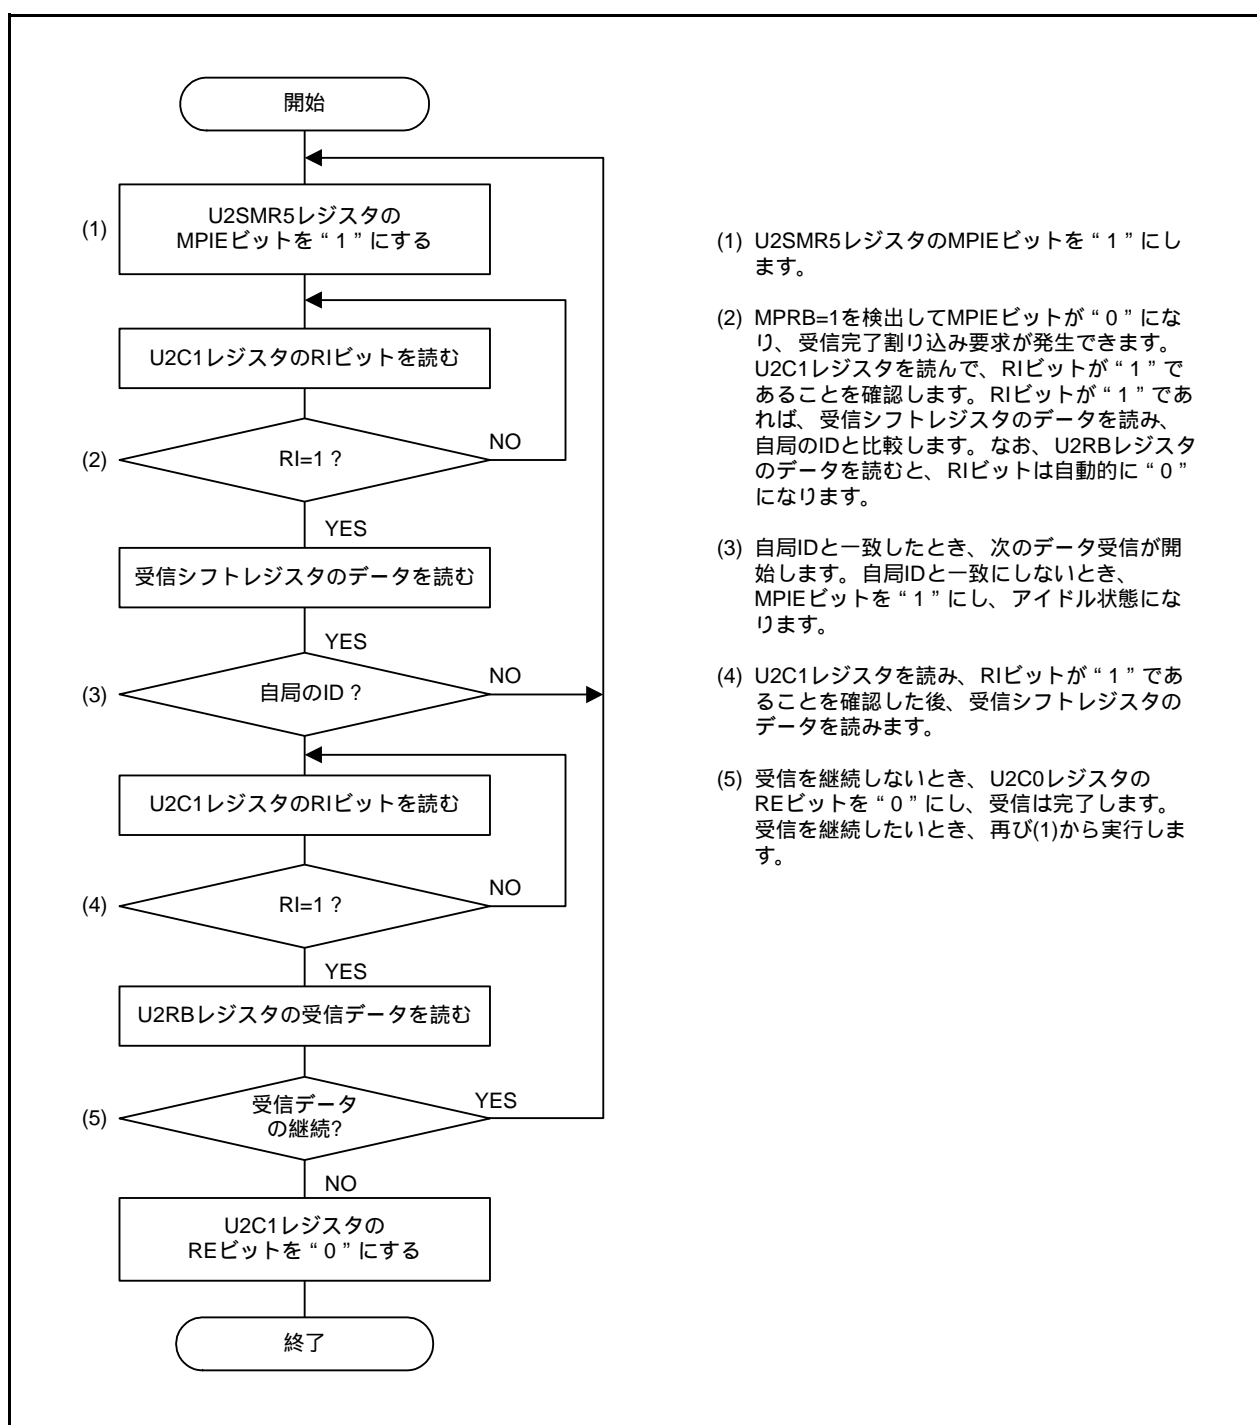 開始
(1)
U2SMR5レジスタの
MPIEビットを“1”にする
U2C1レジスタのRIビットを読む
(2)
RI=1？
NO
YES
受信シフトレジスタのデータを読む
YES
(3)
自局のID？
NO
U2C1レジスタのRIビットを読む
(4)
RI=1？
NO
YES
U2RBレジスタの受信データを読む
(5)
受信データ
の継続?
YES
NO
U2C1レジスタの
REビットを“0”にする
終了
(1) U2SMR5レジスタのMPIEビットを“1”にし
ます。
(2) MPRB=1を検出してMPIEビットが“0”にな
り、受信完了割り込み要求が発生できます。
U2C1レジスタを読んで、RIビットが“1”で
あることを確認します。RIビットが“1”であ
れば、受信シフトレジスタのデータを読み、
自局のIDと比較します。なお、U2RBレジスタ
のデータを読むと、RIビットは自動的に“0”
になります。
(3) 自局IDと一致したとき、次のデータ受信が開
始します。自局IDと一致にしないとき、
MPIEビットを“1”にし、アイドル状態にな
ります。
(4) U2C1レジスタを読み、RIビットが“1”であ
ることを確認した後、受信シフトレジスタの
データを読みます。
(5) 受信を継続しないとき、U2C0レジスタの
REビットを“0”にし、受信は完了します。
受信を継続したいとき、再び(1)から実行しま
す。